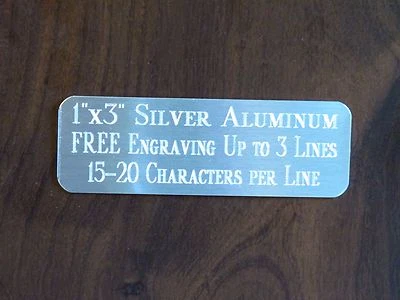 1"x3" Silver Aluminum
FREE Engraving Up to 3 Lines
15-20 Characters per Line